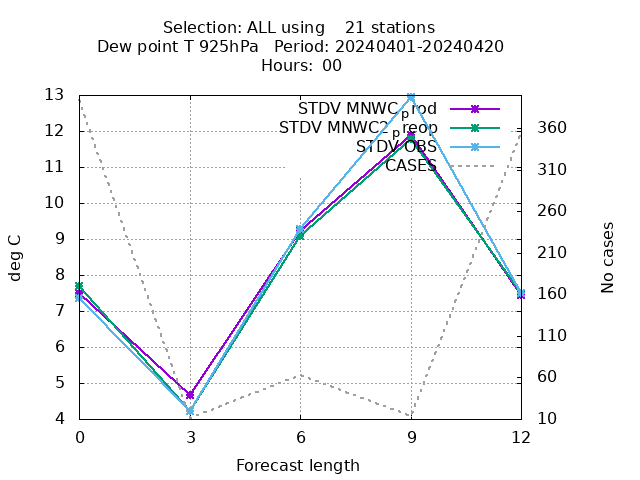 Selection: ALL using    21 stations
Dew point T 925hPa   Period: 20240401-20240420
Hours: 00
13
12
11
10
9
8
7
6
5
4
deg C
STDV MNWC_prod
STDV MNWC2_preop
STDV OBS
CASES
360
310
260
210
160
110
60
10
No cases
0 3 6 9 12
Forecast length